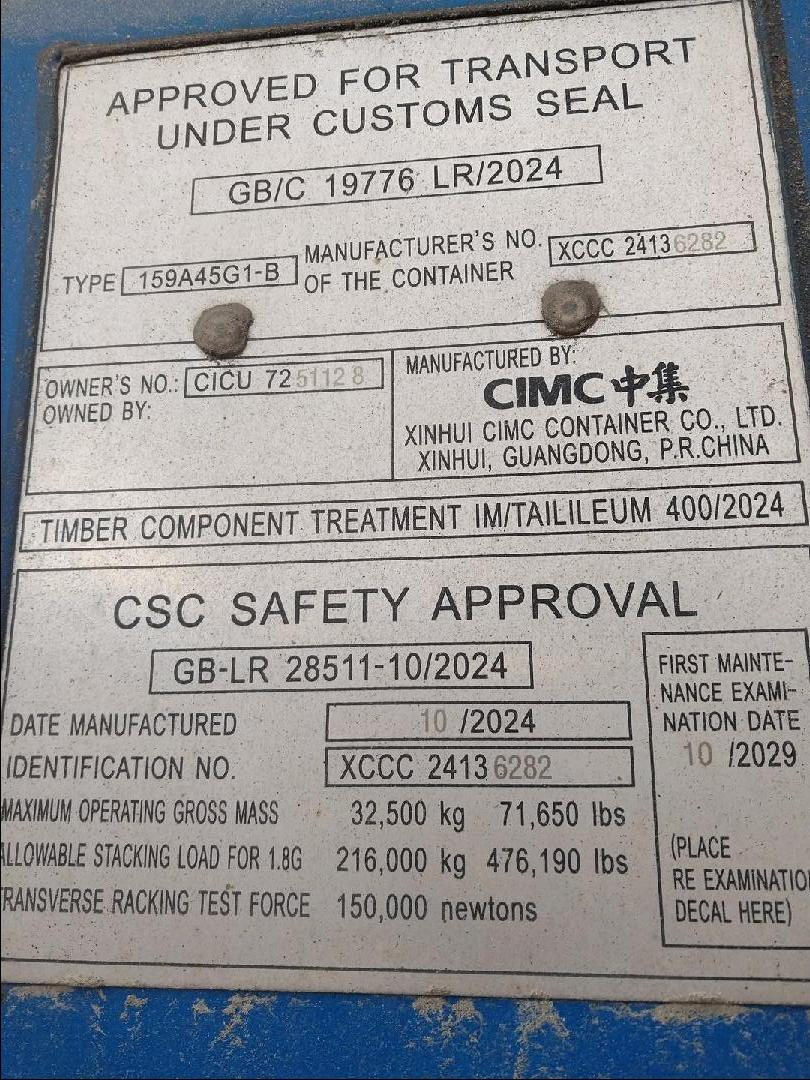 APPROVED FOR TRANSPORT
UNDER CUSTOMS SEAL
GB/C 19776 LR/2024
TYPE 159A45G1-B
MANUFACTURER'S NO.
OF THE CONTAINER
XCCC 24136282
OWNER'S NO.: CICU 725112 8
OWNED BY:
MANUFACTURED BY:
CIMC中集
XINHUI CIMC CONTAINER CO., LTD.
XINHUI, GUANGDONG, P.R.CHINA
TIMBER COMPONENT TREATMENT IM/TAILILEUM 400/2024
CSC SAFETY APPROVAL
GB-LR 28511-10/2024
DATE MANUFACTURED 10 /2024
IDENTIFICATION NO. XCCC 24136282
MAXIMUM OPERATING GROSS MASS 32,500 kg 71,650 lbs
ALLOWABLE STACKING LOAD FOR 1.8G 216,000 kg 476,190 lbs
TRANSVERSE RACKING TEST FORCE 150,000 newtons
FIRST MAINTE-
NANCE EXAMI-
NATION DATE
10 /2029
(PLACE
RE EXAMINATIO
DECAL HERE)